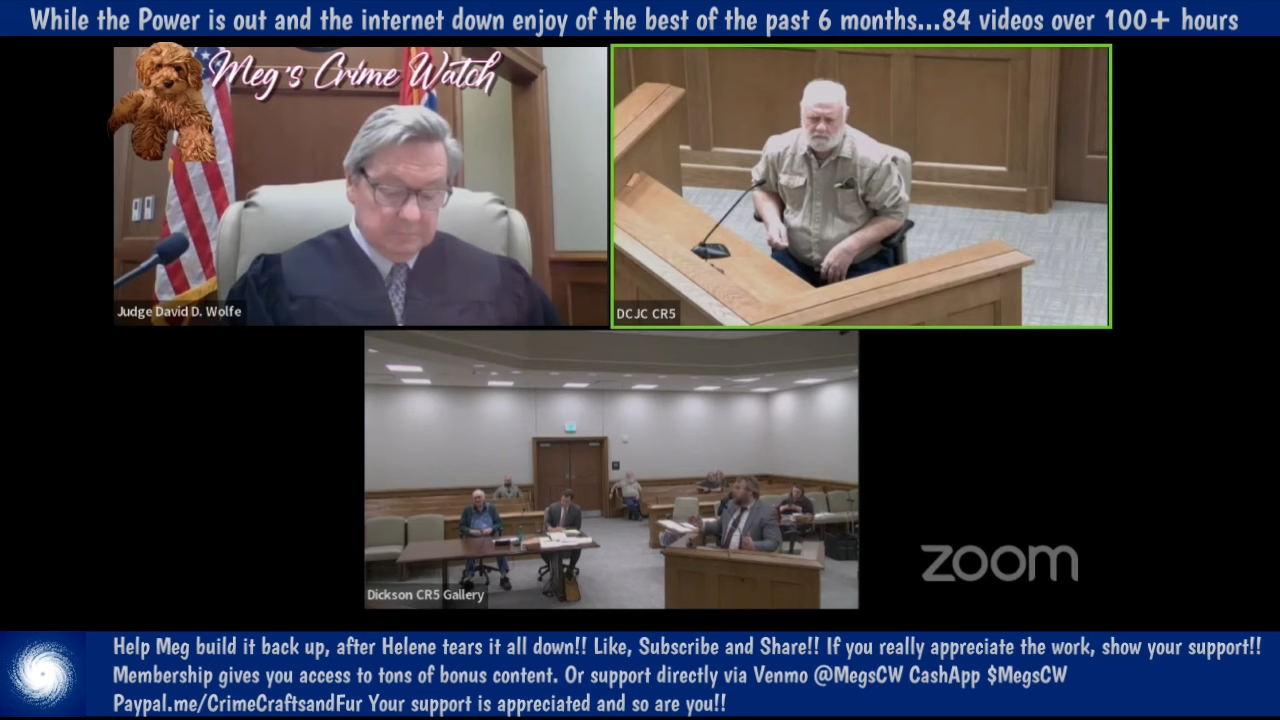 While the Power is out and the internet down enjoy of the best of the past 6 months...84 videos over 100+ hours
Meg's Crime Watch
Judge David D. Wolfe
DCJC CR5
Dickson CR5 Gallery
zoom
Help Meg build it back up, after Helene tears it all down!! Like, Subscribe and Share!! If you really appreciate the work, show your support!!
Membership gives you access to tons of bonus content. Or support directly via Venmo @MegsCW CashApp $MegsCW
Paypal.me/CrimeCraftsandFur Your support is appreciated and so are you!!